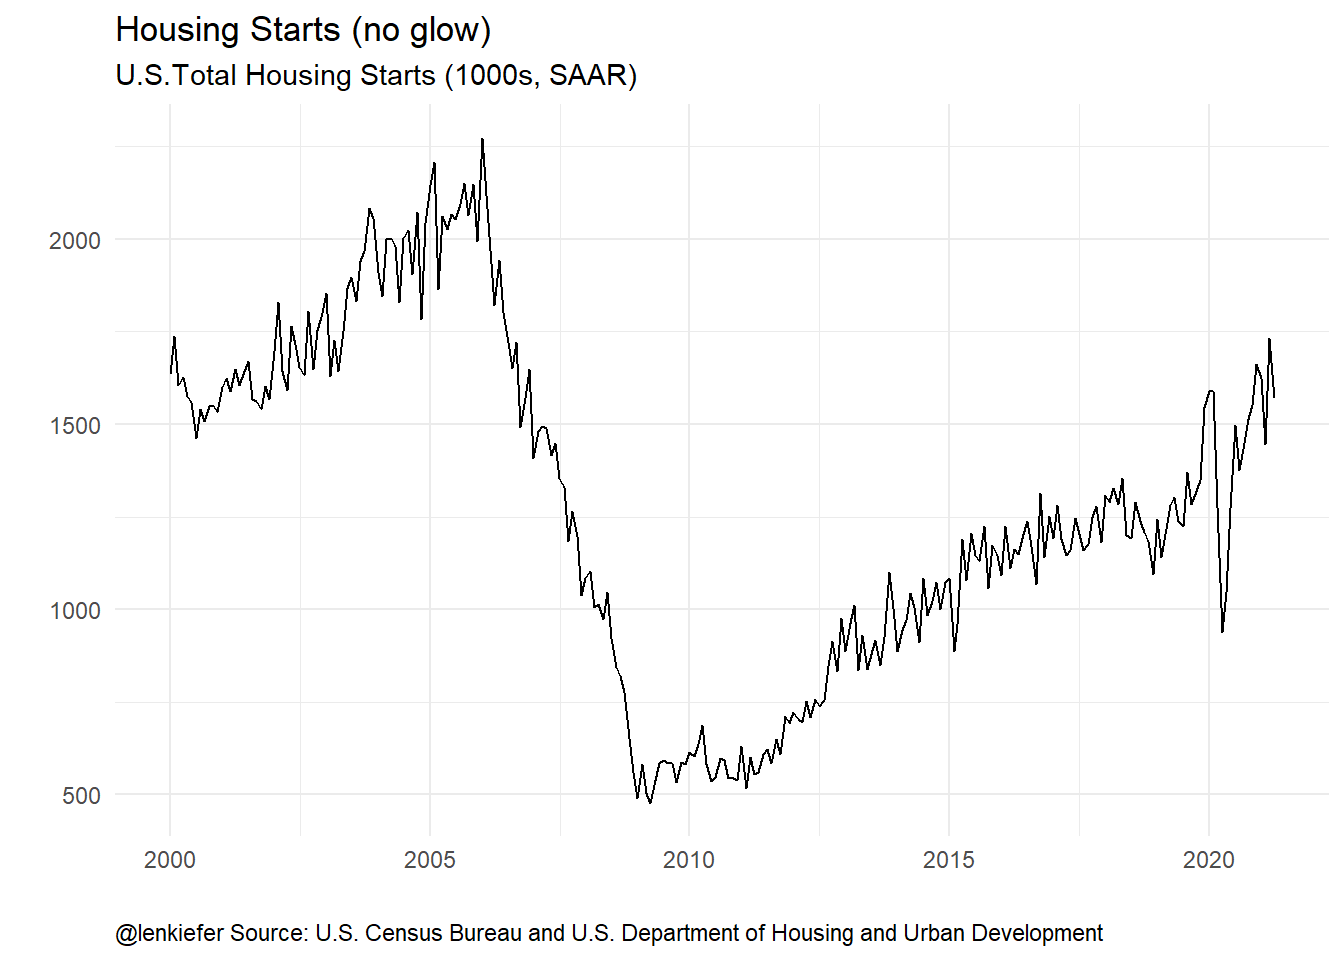 Housing Starts (no glow)
U.S.Total Housing Starts (1000s, SAAR)
2000
1500
1000
500
2000 2005 2010 2015 2020
@lenkiefer Source: U.S. Census Bureau and U.S. Department of Housing and Urban Development